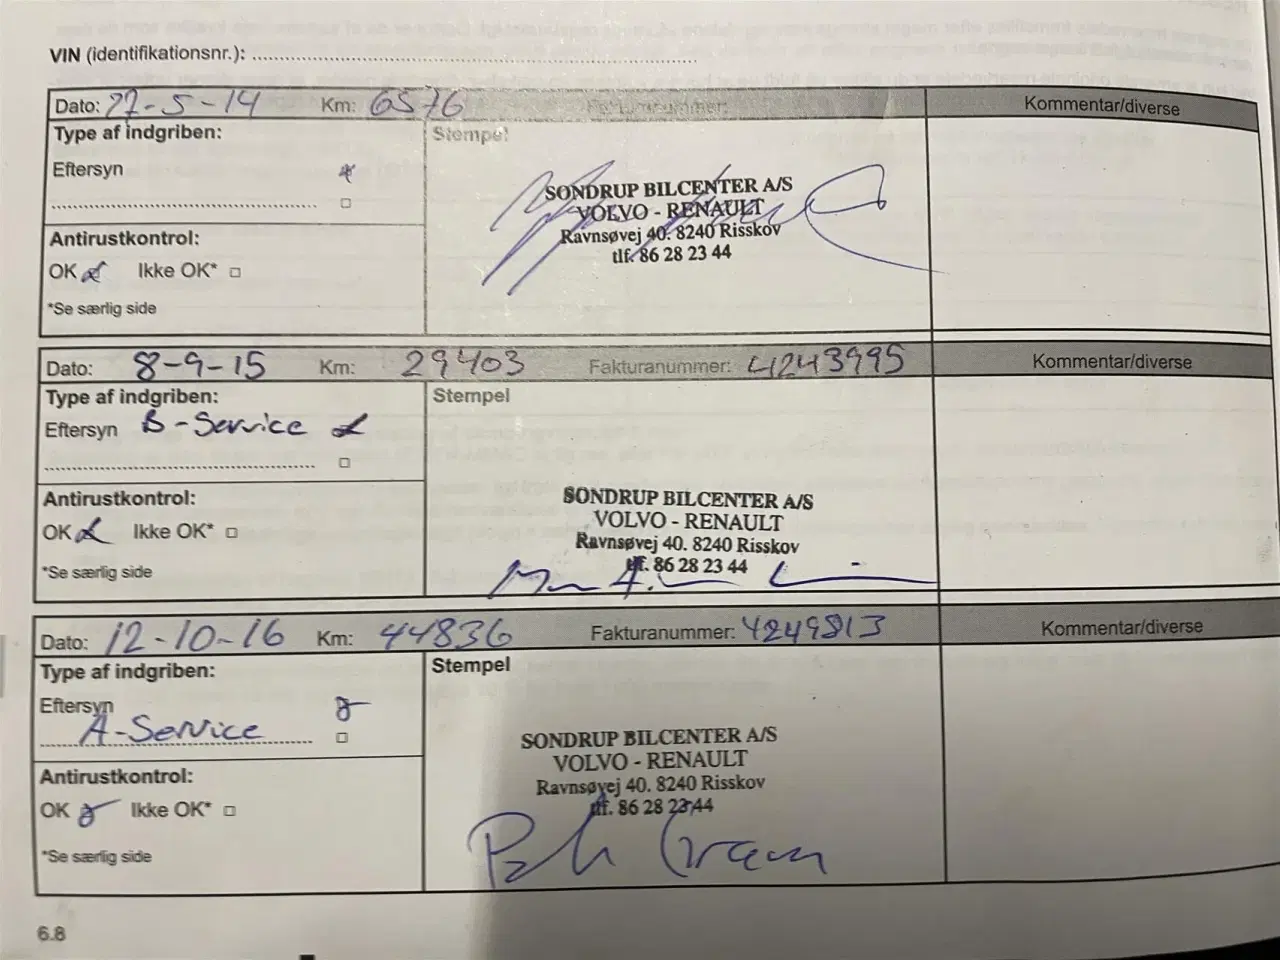 VIN (identifikationsnr.):
Dato: 27-5-14 Km: 6576 Fakturanummer: Kommentar/diverse
Type af indgriben: Stempel
Eftersyn
SONDRUP BILCENTER A/S
VOLVO - RENAULT
Ravnsøvej 40. 8240 Risskov
tlf. 86 28 23 44
Antirustkontrol:
OK Ikke OK*
*Se særlig side
Dato: 8-9-15 Km: 29403 Fakturanummer: 4243995 Kommentar/diverse
Type af indgriben: Stempel
Eftersyn B-Service
Antirustkontrol:
OK Ikke OK*
*Se særlig side
SONDRUP BILCENTER A/S
VOLVO - RENAULT
Ravnsøvej 40. 8240 Risskov
tlf. 86 28 23 44
Dato: 12-10-16 Km: 44836 Fakturanummer: 4249813 Kommentar/diverse
Type af indgriben: Stempel
Eftersyn
A-Service
Antirustkontrol:
OK Ikke OK*
*Se særlig side
SONDRUP BILCENTER A/S
VOLVO - RENAULT
Ravnsøvej 40. 8240 Risskov
tlf. 86 28 23 44
6.8